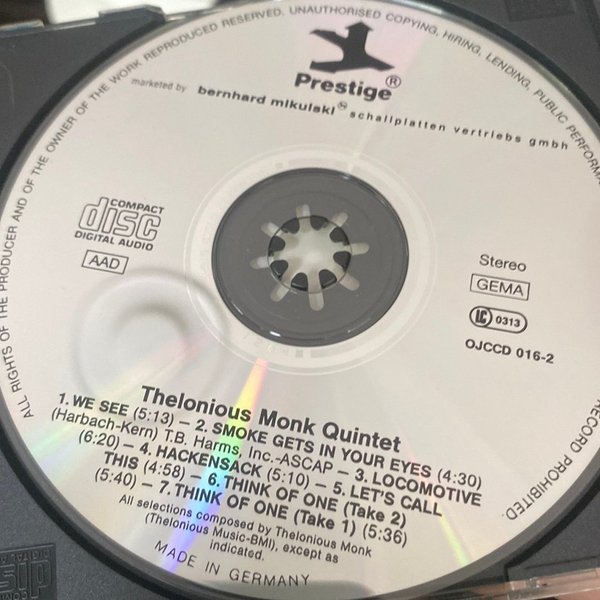 ALL RIGHTS OF THE PRODUCER AND OF THE OWNER OF THE WORK REPRODUCED RESERVED. UNAUTHORISED COPYING, HIRING, LENDING, PUBLIC PERFORMA
RECORD PROHIBITED.
Prestige®
marketed by bernhard mikulski schallplatten vertriebs gmbh
COMPACT
disc
DIGITAL AUDIO
AAD
Stereo
GEMA
LC 0313
OJCCD 016-2
Thelonious Monk Quintet
1. WE SEE (5:13) – 2. SMOKE GETS IN YOUR EYES (4:30)
(Harbach-Kern) T.B. Harms, Inc.-ASCAP – 3. LOCOMOTIVE
(6:20) – 4. HACKENSACK (5:10) – 5. LET'S CALL
THIS (4:58) – 6. THINK OF ONE (Take 2)
(5:40) – 7. THINK OF ONE (Take 1) (5:36)
All selections composed by Thelonious Monk
(Thelonious Music-BMI), except as
indicated.
MADE IN GERMANY